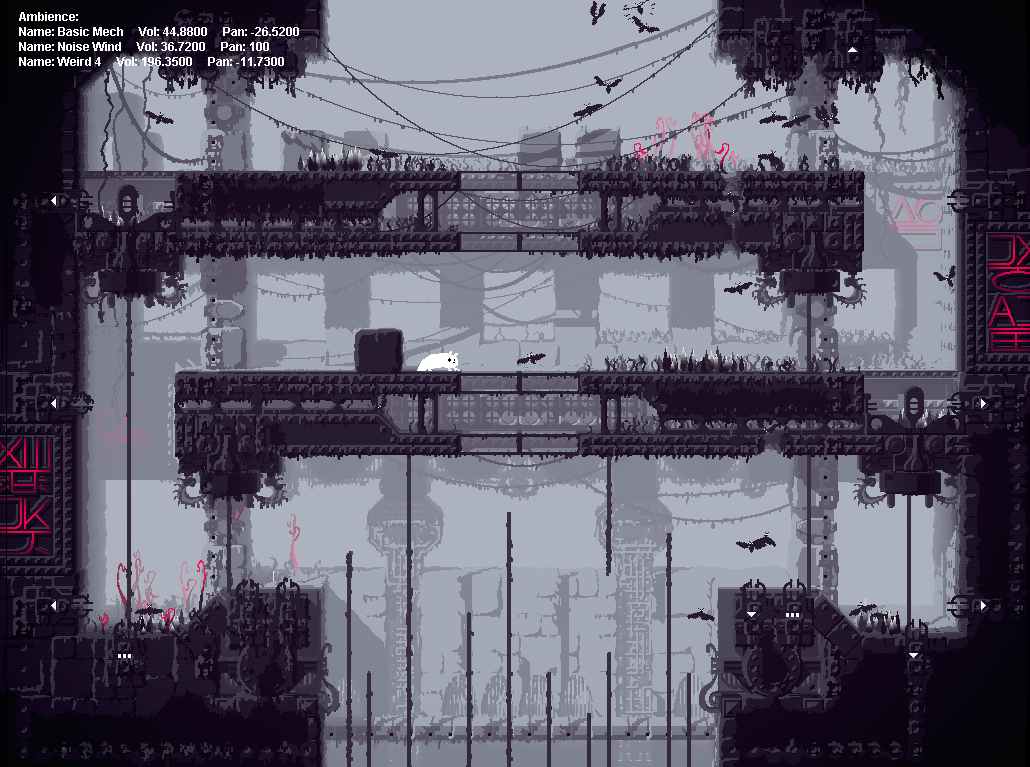 Ambience:
Name: Basic Mech Vol: 44.8800 Pan: -26.5200
Name: Noise Wind Vol: 36.7200 Pan: 100
Name: Weird 4 Vol: 196.3500 Pan: -11.7300